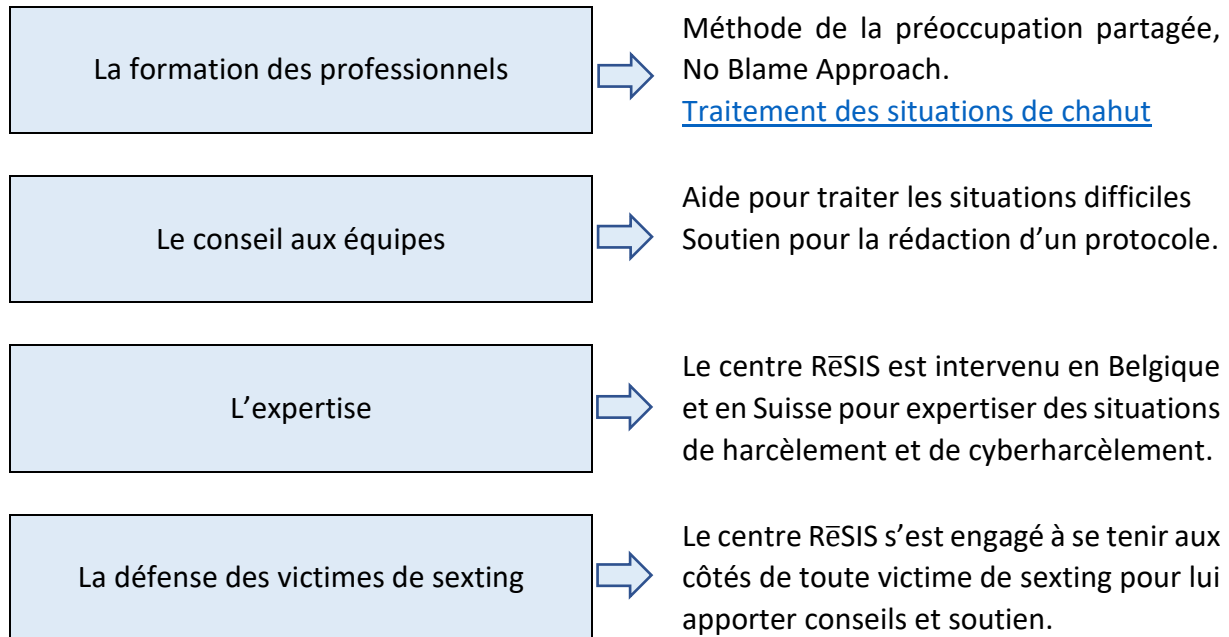 La formation des professionnels
Méthode de la préoccupation partagée,
No Blame Approach.
Traitement des situations de chahut
Le conseil aux équipes
Aide pour traiter les situations difficiles
Soutien pour la rédaction d’un protocole.
L’expertise
Le centre RēSIS est intervenu en Belgique
et en Suisse pour expertiser des situations
de harcèlement et de cyberharcèlement.
La défense des victimes de sexting
Le centre RēSIS s’est engagé à se tenir aux
côtés de toute victime de sexting pour lui
apporter conseils et soutien.